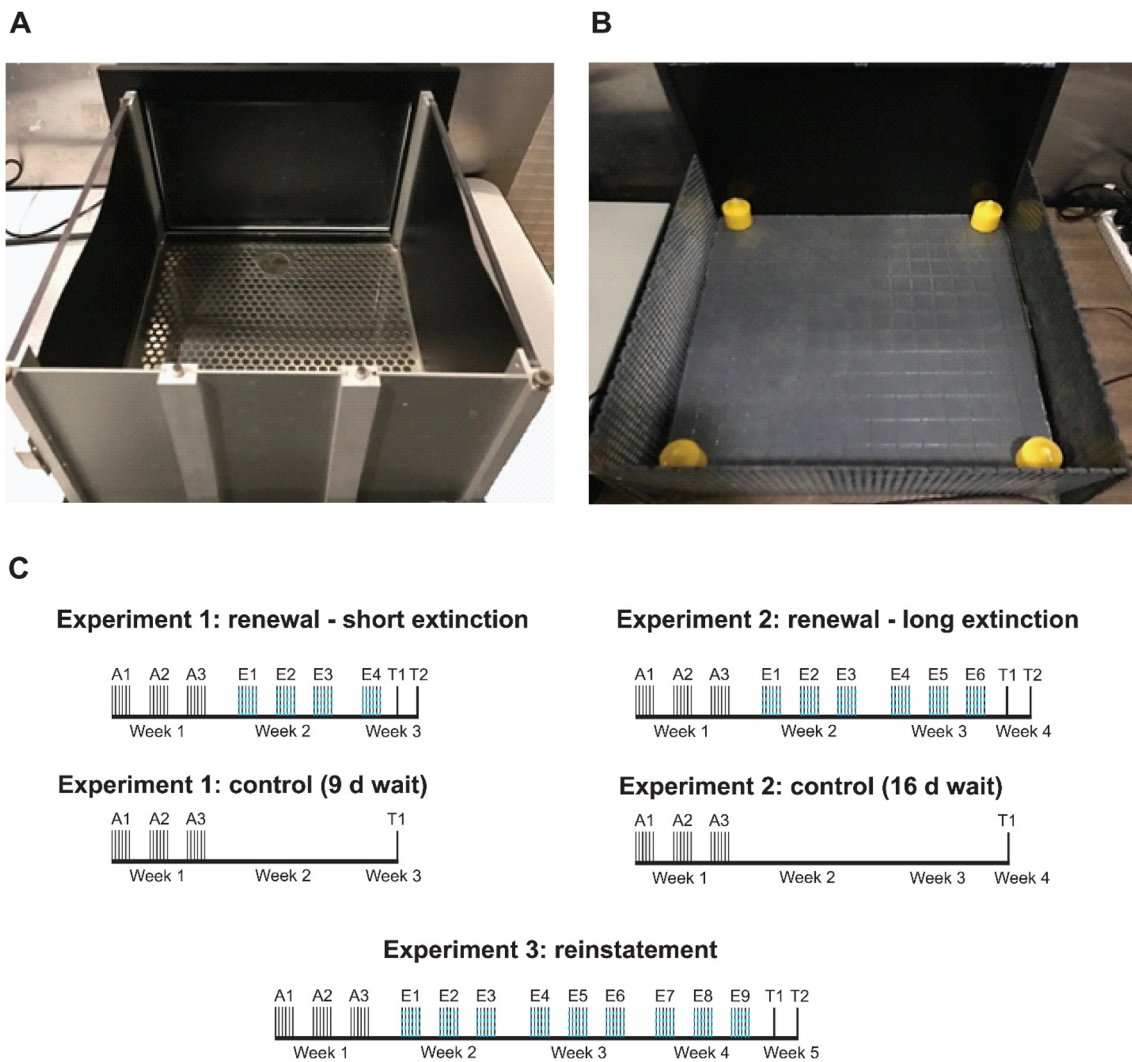 A
B
C
Experiment 1: renewal - short extinction
A1 A2 A3 E1 E2 E3 E4 T1 T2
Week 1 Week 2 Week 3
Experiment 2: renewal - long extinction
A1 A2 A3 E1 E2 E3 E4 E5 E6 T1 T2
Week 1 Week 2 Week 3 Week 4
Experiment 1: control (9 d wait)
A1 A2 A3 T1
Week 1 Week 2 Week 3
Experiment 2: control (16 d wait)
A1 A2 A3 T1
Week 1 Week 2 Week 3 Week 4
Experiment 3: reinstatement
A1 A2 A3 E1 E2 E3 E4 E5 E6 E7 E8 E9 T1 T2
Week 1 Week 2 Week 3 Week 4 Week 5